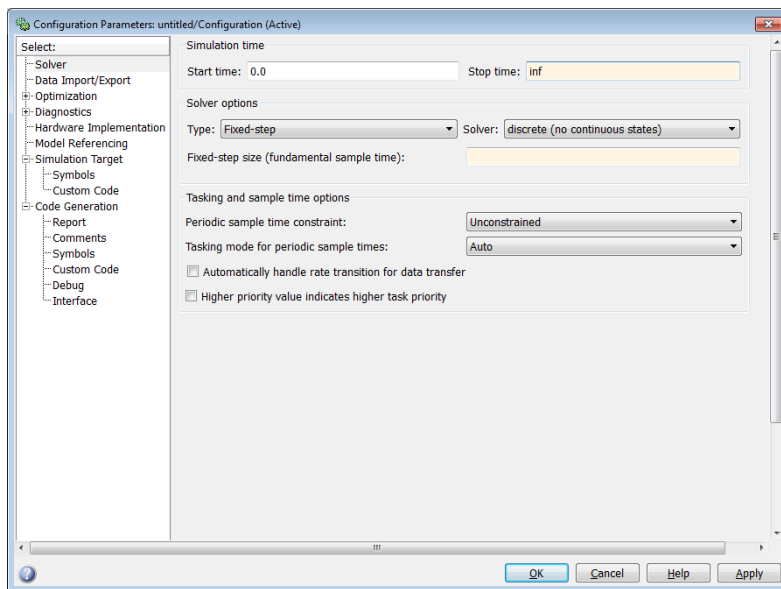 Configuration Parameters: untitled/Configuration (Active)
Select:
Solver
Data Import/Export
Optimization
Diagnostics
Hardware Implementation
Model Referencing
Simulation Target
Symbols
Custom Code
Code Generation
Report
Comments
Symbols
Custom Code
Debug
Interface
Simulation time
Start time: 0.0 Stop time: inf
Solver options
Type: Fixed-step Solver: discrete (no continuous states)
Fixed-step size (fundamental sample time):
Tasking and sample time options
Periodic sample time constraint: Unconstrained
Tasking mode for periodic sample times: Auto
Automatically handle rate transition for data transfer
Higher priority value indicates higher task priority
OK Cancel Help Apply